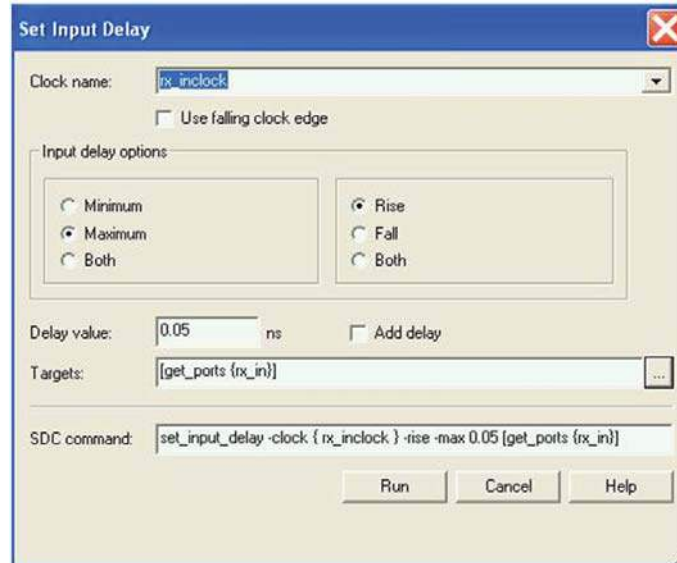 Set Input Delay
Clock name: rx_inclock
Use falling clock edge
Input delay options
Minimum
Maximum
Both
Rise
Fall
Both
Delay value: 0.05 ns Add delay
Targets: [get_ports {rx_in}] ...
SDC command: set_input_delay -clock { rx_inclock } -rise -max 0.05 [get_ports {rx_in}]
Run Cancel Help